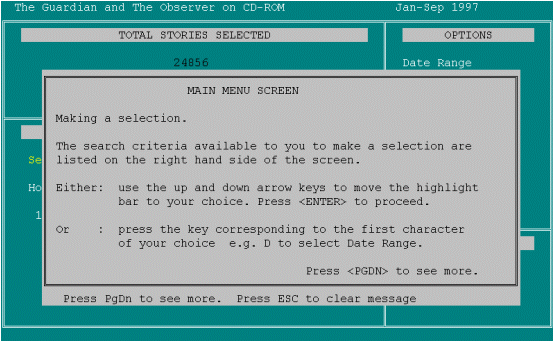 The Guardian and The Observer on CD-ROM Jan-Sep 1997
TOTAL STORIES SELECTED OPTIONS
24856 Date Range
MAIN MENU SCREEN
Making a selection.
The search criteria available to you to make a selection are
listed on the right hand side of the screen.
Either: use the up and down arrow keys to move the highlight
bar to your choice. Press <ENTER> to proceed.
Or : press the key corresponding to the first character
of your choice e.g. D to select Date Range.
Press <PGDN> to see more.
Press PgDn to see more. Press ESC to clear message
Se
Ho
1